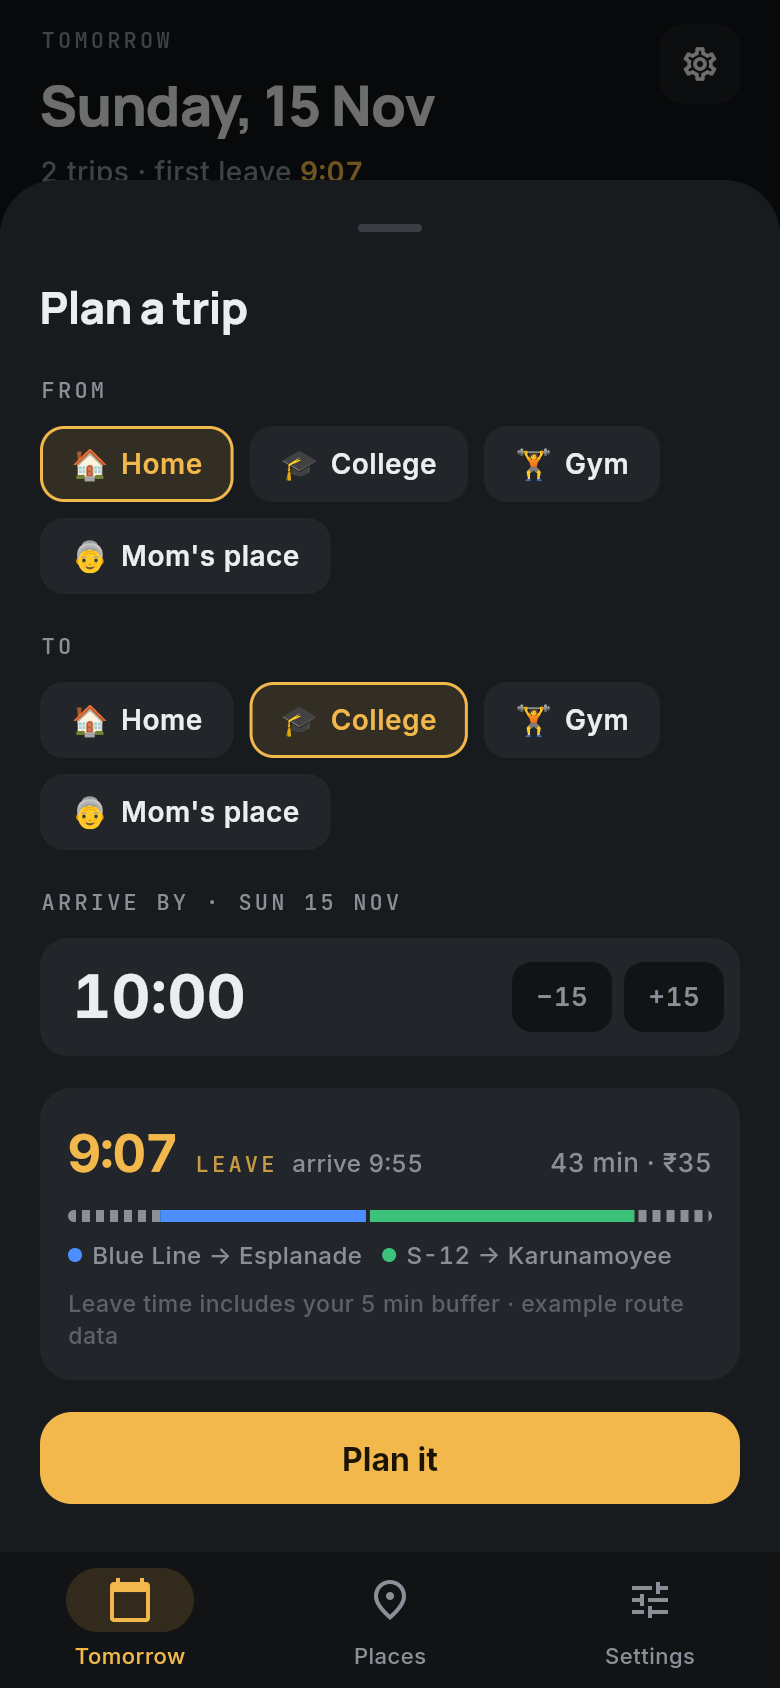 TOMORROW
Sunday, 15 Nov
2 trips · first leave 9:07
Plan a trip
FROM
Home
College
Gym
Mom's place
TO
Home
College
Gym
Mom's place
ARRIVE BY · SUN 15 NOV
10:00
−15
+15
9:07 LEAVE arrive 9:55
43 min · ₹35
Blue Line → Esplanade
S-12 → Karunamoyee
Leave time includes your 5 min buffer · example route
data
Plan it
Tomorrow
Places
Settings